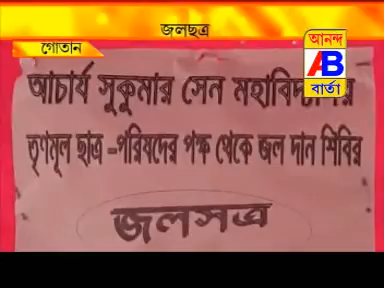 জলছত্র
গোতান
আনন্দ
AB
বার্তা
আচার্য সুকুমার সেন মহাবিদ্যালয়
তৃণমূল ছাত্র -পরিষদের পক্ষ থেকে জল দান শিবির
জলসত্র